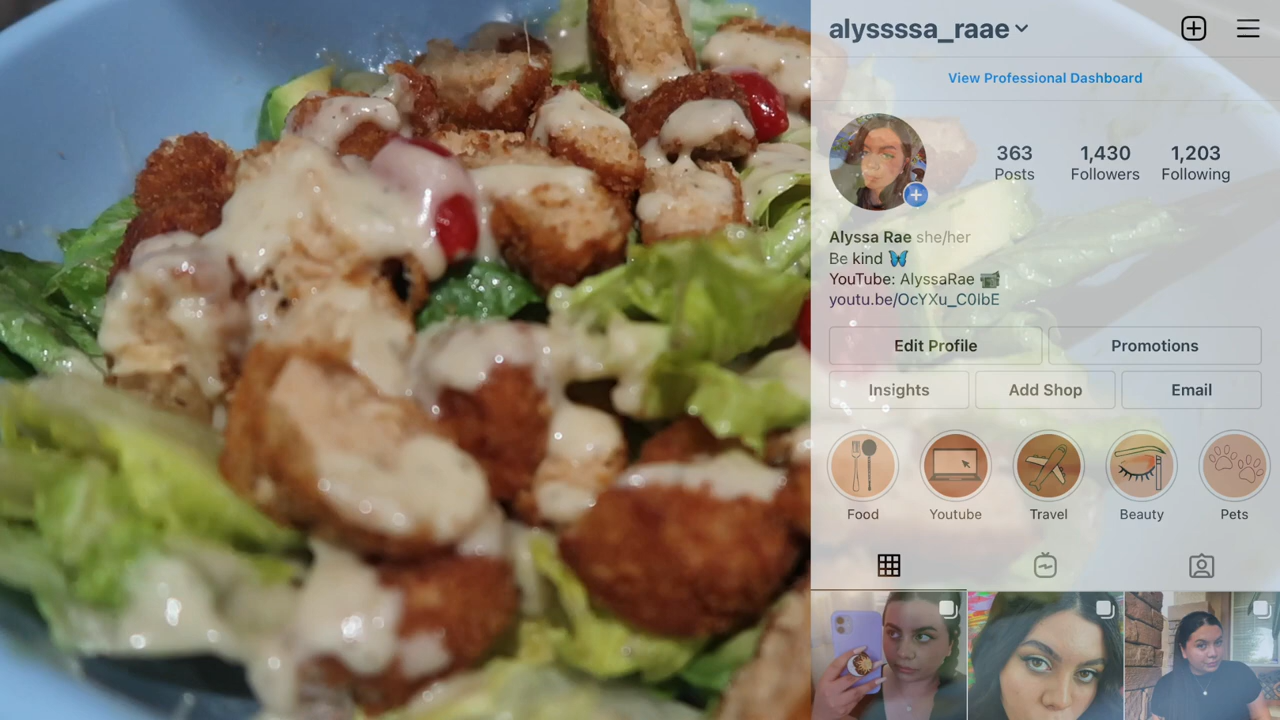 alyssssa_raae
View Professional Dashboard
363 1,430 1,203
Posts Followers Following
Alyssa Rae she/her
Be kind 🦋
YouTube: AlyssaRae 📹
youtu.be/OcYXu_C0lbE
Edit Profile Promotions
Insights Add Shop Email
Food Youtube Travel Beauty Pets